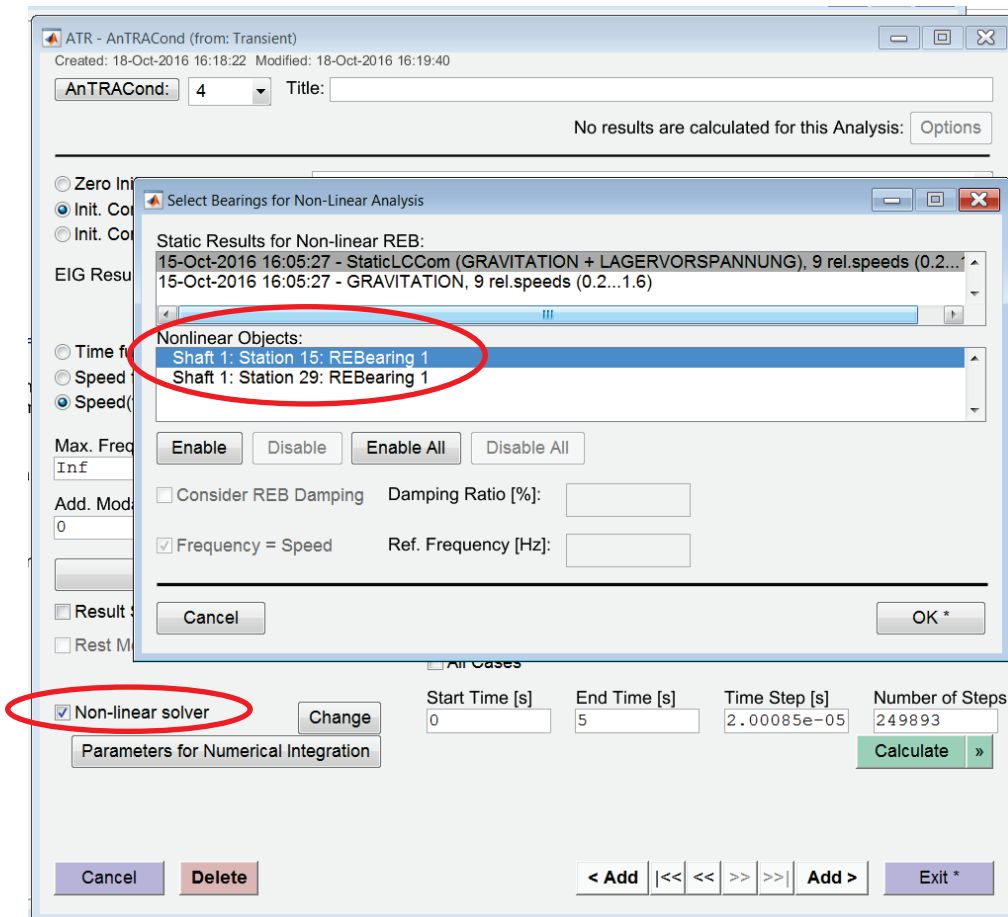 ATR - AnTRACond (from: Transient)
Created: 18-Oct-2016 16:18:22 Modified: 18-Oct-2016 16:19:40
AnTRACond: 4 Title:
No results are calculated for this Analysis: Options
Zero Ini
Init. Cor
Init. Cor
EIG Resu
Time fu
Speed
Speed(
Max. Freq
Inf
Add. Moda
0
Result
Rest M
Select Bearings for Non-Linear Analysis
Static Results for Non-linear REB:
15-Oct-2016 16:05:27 - StaticLCCom (GRAVITATION + LAGERVORSPANNUNG), 9 rel.speeds (0.2...
15-Oct-2016 16:05:27 - GRAVITATION, 9 rel.speeds (0.2...1.6)
Nonlinear Objects:
Shaft 1: Station 15: REBearing 1
Shaft 1: Station 29: REBearing 1
Enable Disable Enable All Disable All
Consider REB Damping Damping Ratio [%]:
Frequency = Speed Ref. Frequency [Hz]:
Cancel OK *
All Cases
Start Time [s] End Time [s] Time Step [s] Number of Steps
Non-linear solver Change 0 5 2.00085e-05 249893
Parameters for Numerical Integration Calculate »
Cancel Delete < Add |<< << >> >>| Add > Exit *